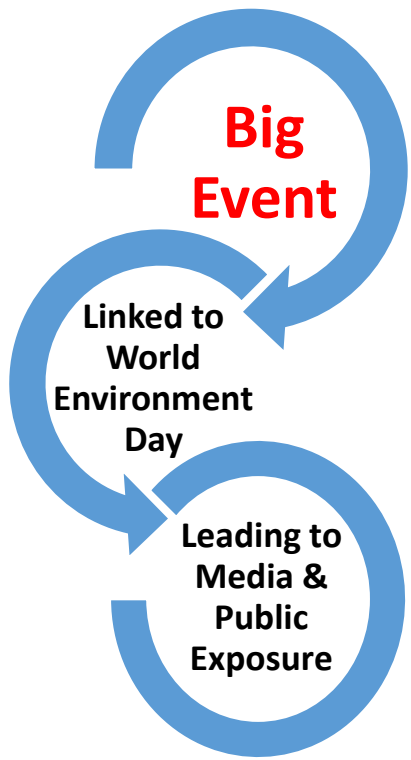 Big
Event
Linked to
World
Environment
Day
Leading to
Media &
Public
Exposure